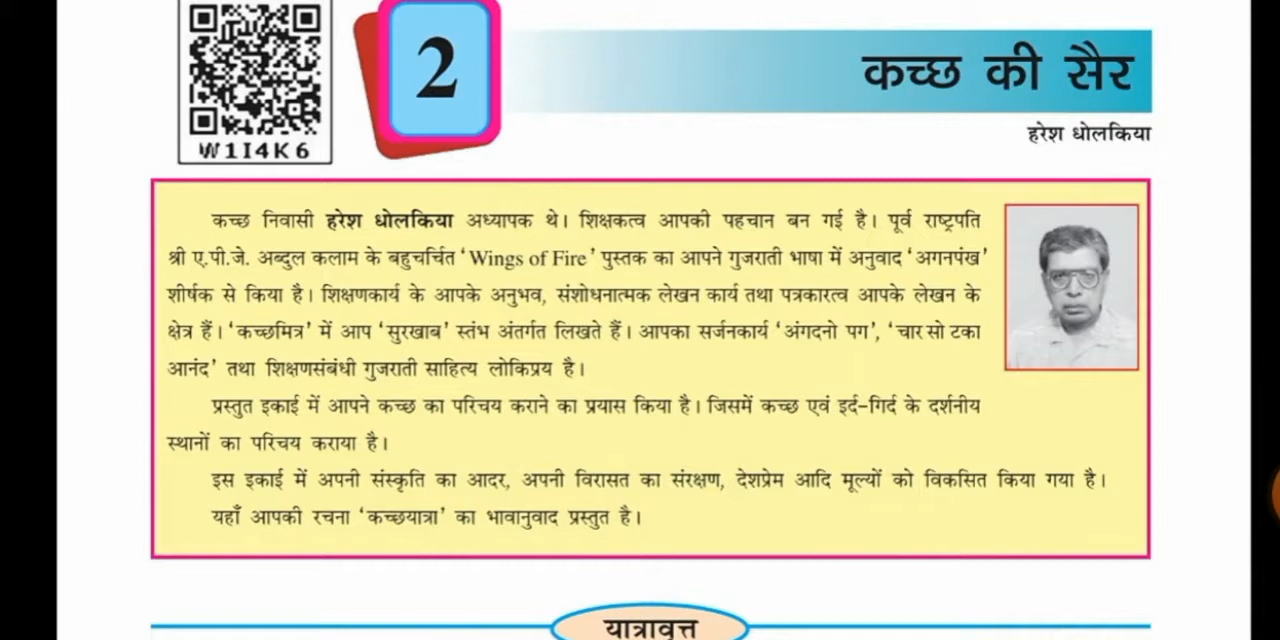 W1I4K6
2
कच्छ की सैर
हरेश धोलकिया
कच्छ निवासी हरेश धोलकिया अध्यापक थे। शिक्षकत्व आपकी पहचान बन गई है। पूर्व राष्ट्रपति
श्री ए.पी.जे. अब्दुल कलाम के बहुचर्चित ‘Wings of Fire’ पुस्तक का आपने गुजराती भाषा में अनुवाद ‘अगनपंख’
शीर्षक से किया है। शिक्षणकार्य के आपके अनुभव, संशोधनात्मक लेखन कार्य तथा पत्रकारत्व आपके लेखन के
क्षेत्र हैं। ‘कच्छमित्र’ में आप ‘सुरखाब’ स्तंभ अंतर्गत लिखते हैं। आपका सर्जनकार्य ‘अंगदनो पग’, ‘चार सो टका
आनंद’ तथा शिक्षणसंबंधी गुजराती साहित्य लोकिप्रय है।
प्रस्तुत इकाई में आपने कच्छ का परिचय कराने का प्रयास किया है। जिसमें कच्छ एवं इर्द-गिर्द के दर्शनीय
स्थानों का परिचय कराया है।
इस इकाई में अपनी संस्कृति का आदर, अपनी विरासत का संरक्षण, देशप्रेम आदि मूल्यों को विकसित किया गया है।
यहाँ आपकी रचना ‘कच्छयात्रा’ का भावानुवाद प्रस्तुत है।
यात्रावृत्त